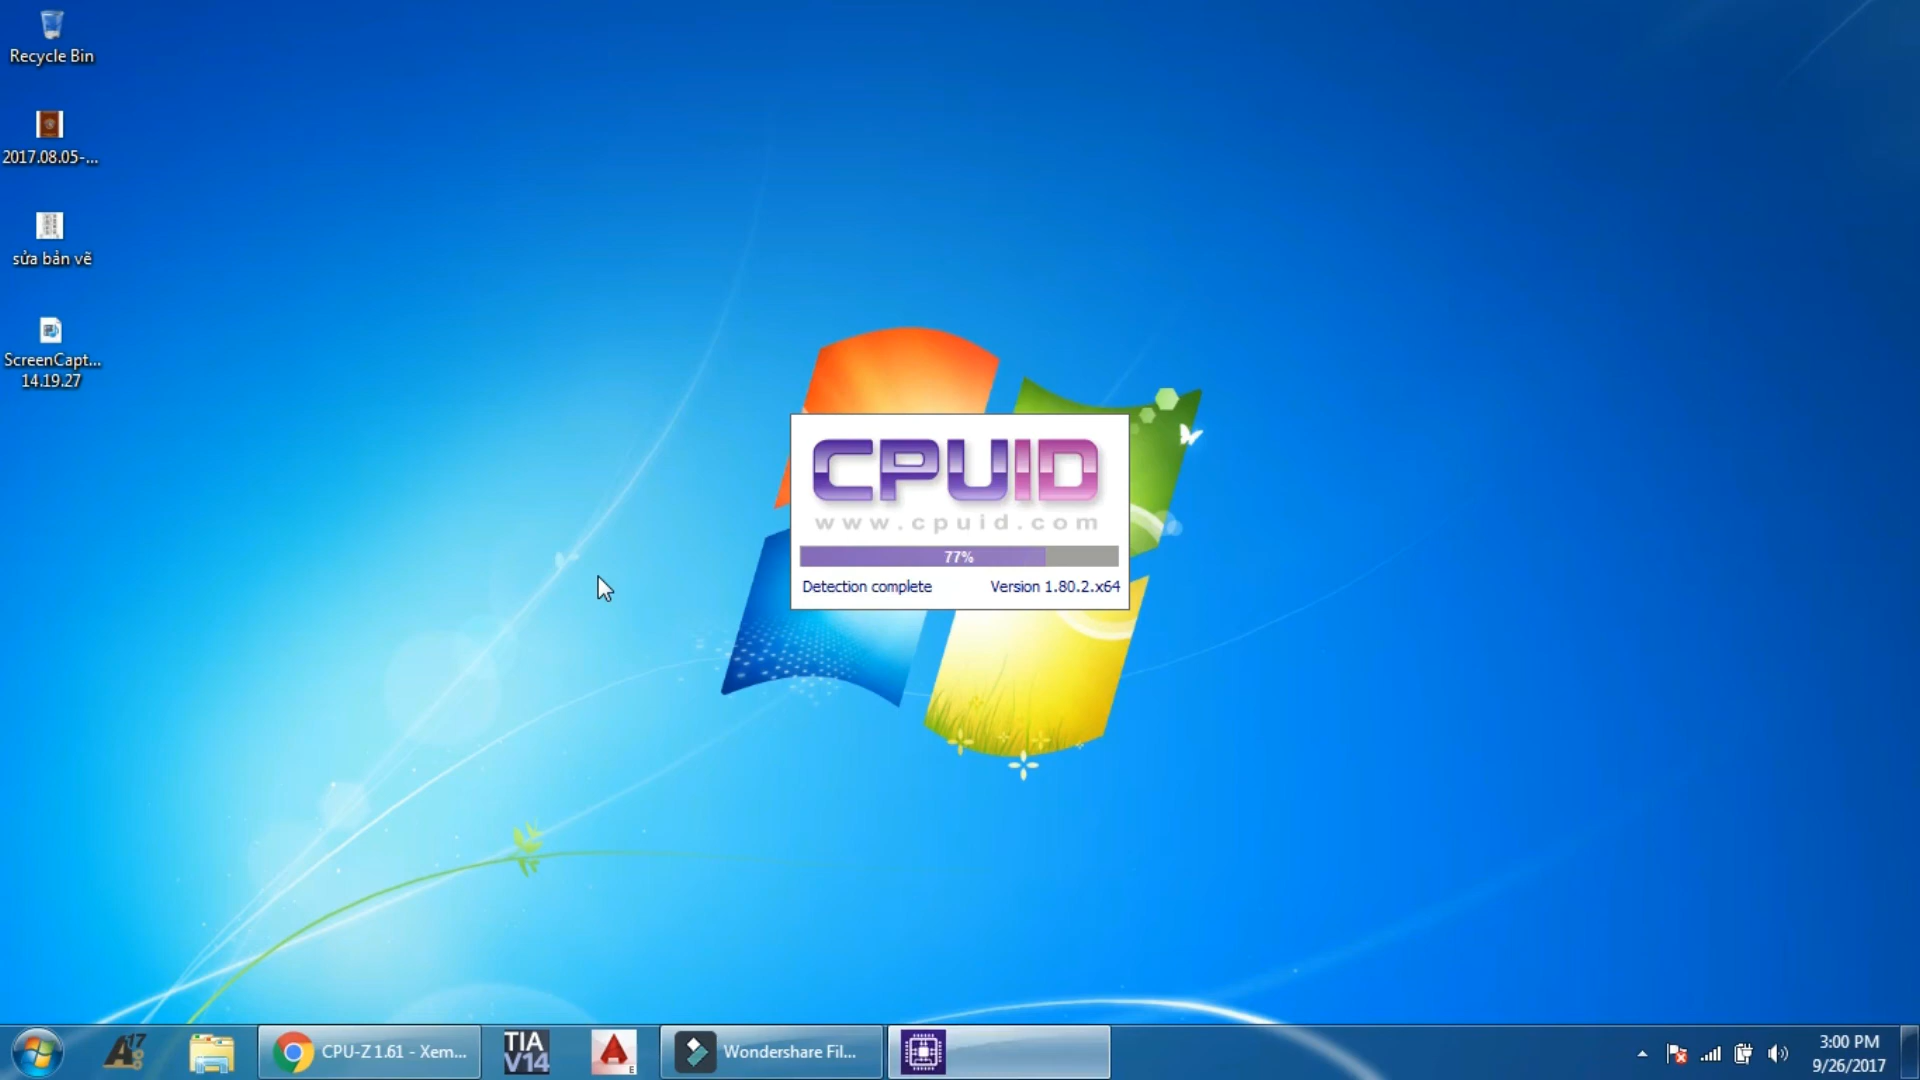 Recycle Bin
2017.08.05-...
sửa bản vẽ
ScreenCapt...
14.19.27
CPUID
www.cpuid.com
77%
Detection complete Version 1.80.2.x64
17
CPU-Z 1.61 - Xem...
TIA
V14
E
Wondershare Fil...
3:00 PM
9/26/2017